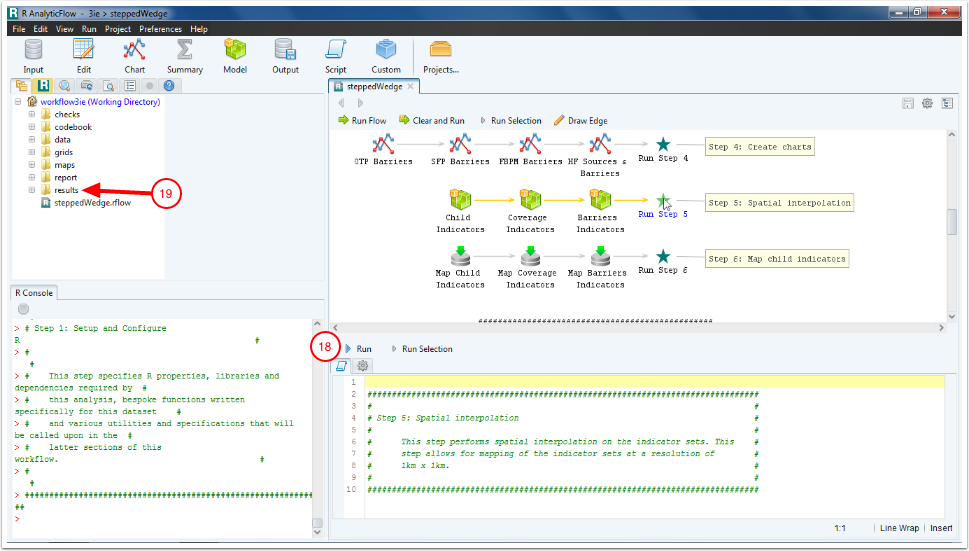 R AnalyticFlow - 3ie > steppedWedge
File Edit View Run Project Preferences Help
Input Edit Chart Summary Model Output Script Custom Projects...
workflow3ie (Working Directory)
checks
codebook
data
grids
maps
report
results
steppedWedge.rflow
19
steppedWedge
Run Flow Clear and Run Run Selection Draw Edge
OTP Barriers SFP Barriers FBPM Barriers HF Sources & Barriers Run Step 4 Step 4: Create charts
Child Indicators Coverage Indicators Barriers Indicators Run Step 5 Step 5: Spatial interpolation
Map Child Indicators Map Coverage Indicators Map Barriers Indicators Run Step 6 Step 6: Map child indicators
###############################################
R Console
> # Step 1: Setup and Configure
R #
> #
#
> # This step specifies R properties, libraries and
dependencies required by #
> # this analysis, bespoke functions written
specifically for this dataset #
> # and various utilities and specifications that will
be called upon in the #
> # latter sections of this
workflow. #
> #
#
> ##########################################################
##
>
18
Run Run Selection
1
2 ##############################################################################
3 # #
4 # Step 5: Spatial interpolation #
5 # #
6 # This step performs spatial interpolation on the indicator sets. This #
7 # step allows for mapping of the indicator sets at a resolution of #
8 # 1km x 1km. #
9 # #
10 ##############################################################################
1:1 Line Wrap Insert